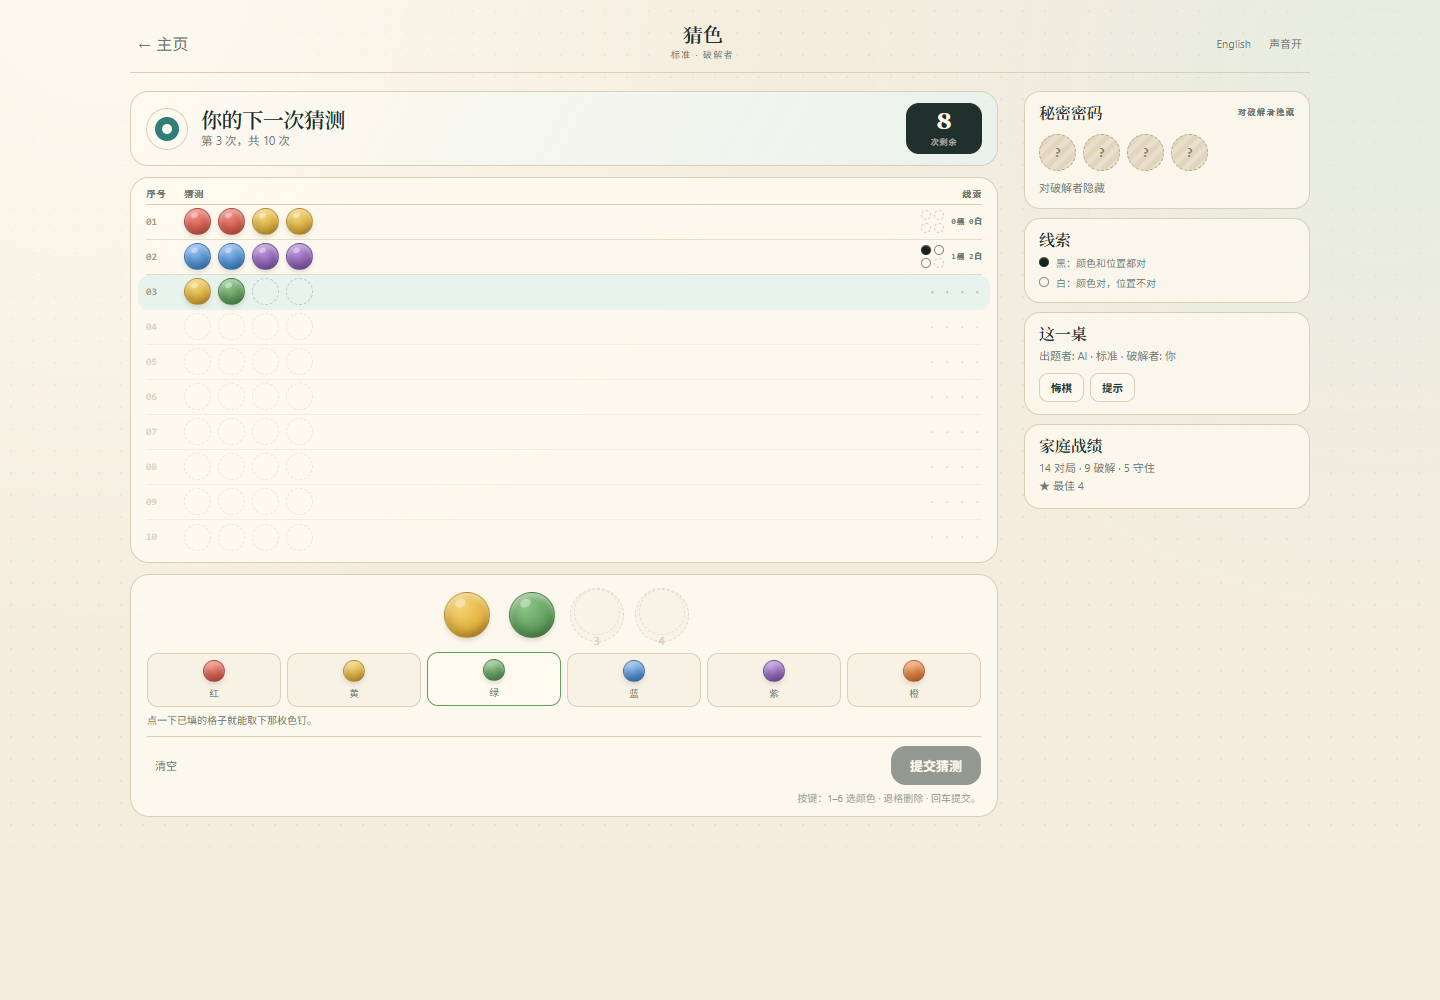 ← 主页
猜色
标准 · 破解者
English
声音开
你的下一次猜测
第 3 次，共 10 次
8
次剩余
序号
猜测
线索
01
0黑 0白
02
1黑 2白
03
04
05
06
07
08
09
10
3
4
红
黄
绿
蓝
紫
橙
点一下已填的格子就能取下那枚色钉。
清空
提交猜测
按键：1–6 选颜色 · 退格删除 · 回车提交。
秘密密码
对破解者隐藏
? ? ? ?
对破解者隐藏
线索
黑：颜色和位置都对
白：颜色对，位置不对
这一桌
出题者: AI · 标准 · 破解者: 你
悔棋
提示
家庭战绩
14 对局 · 9 破解 · 5 守住
★ 最佳 4